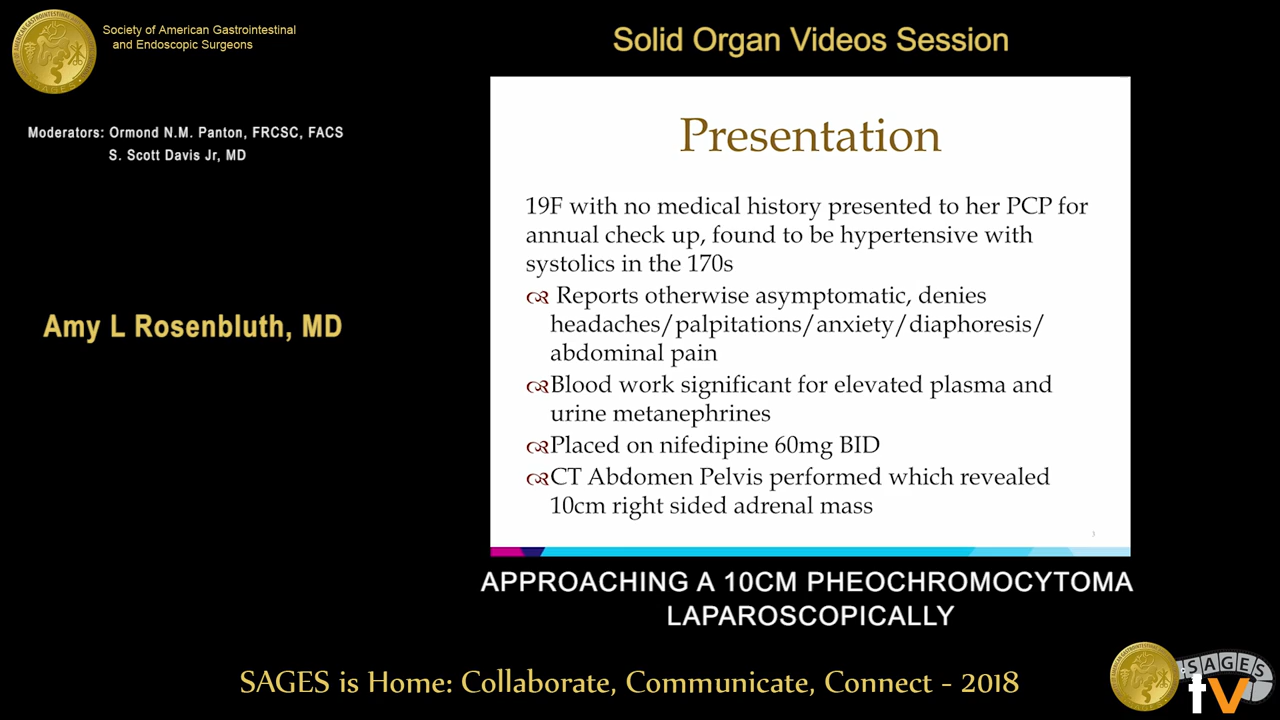 Society of American Gastrointestinal
and Endoscopic Surgeons
Solid Organ Videos Session
Moderators: Ormond N.M. Panton, FRCSC, FACS
S. Scott Davis Jr, MD
Amy L Rosenbluth, MD
Presentation
19F with no medical history presented to her PCP for
annual check up, found to be hypertensive with
systolics in the 170s
Reports otherwise asymptomatic, denies
headaches/palpitations/anxiety/diaphoresis/
abdominal pain
Blood work significant for elevated plasma and
urine metanephrines
Placed on nifedipine 60mg BID
CT Abdomen Pelvis performed which revealed
10cm right sided adrenal mass
3
APPROACHING A 10CM PHEOCHROMOCYTOMA
LAPAROSCOPICALLY
SAGES is Home: Collaborate, Communicate, Connect - 2018
SAGES
tv